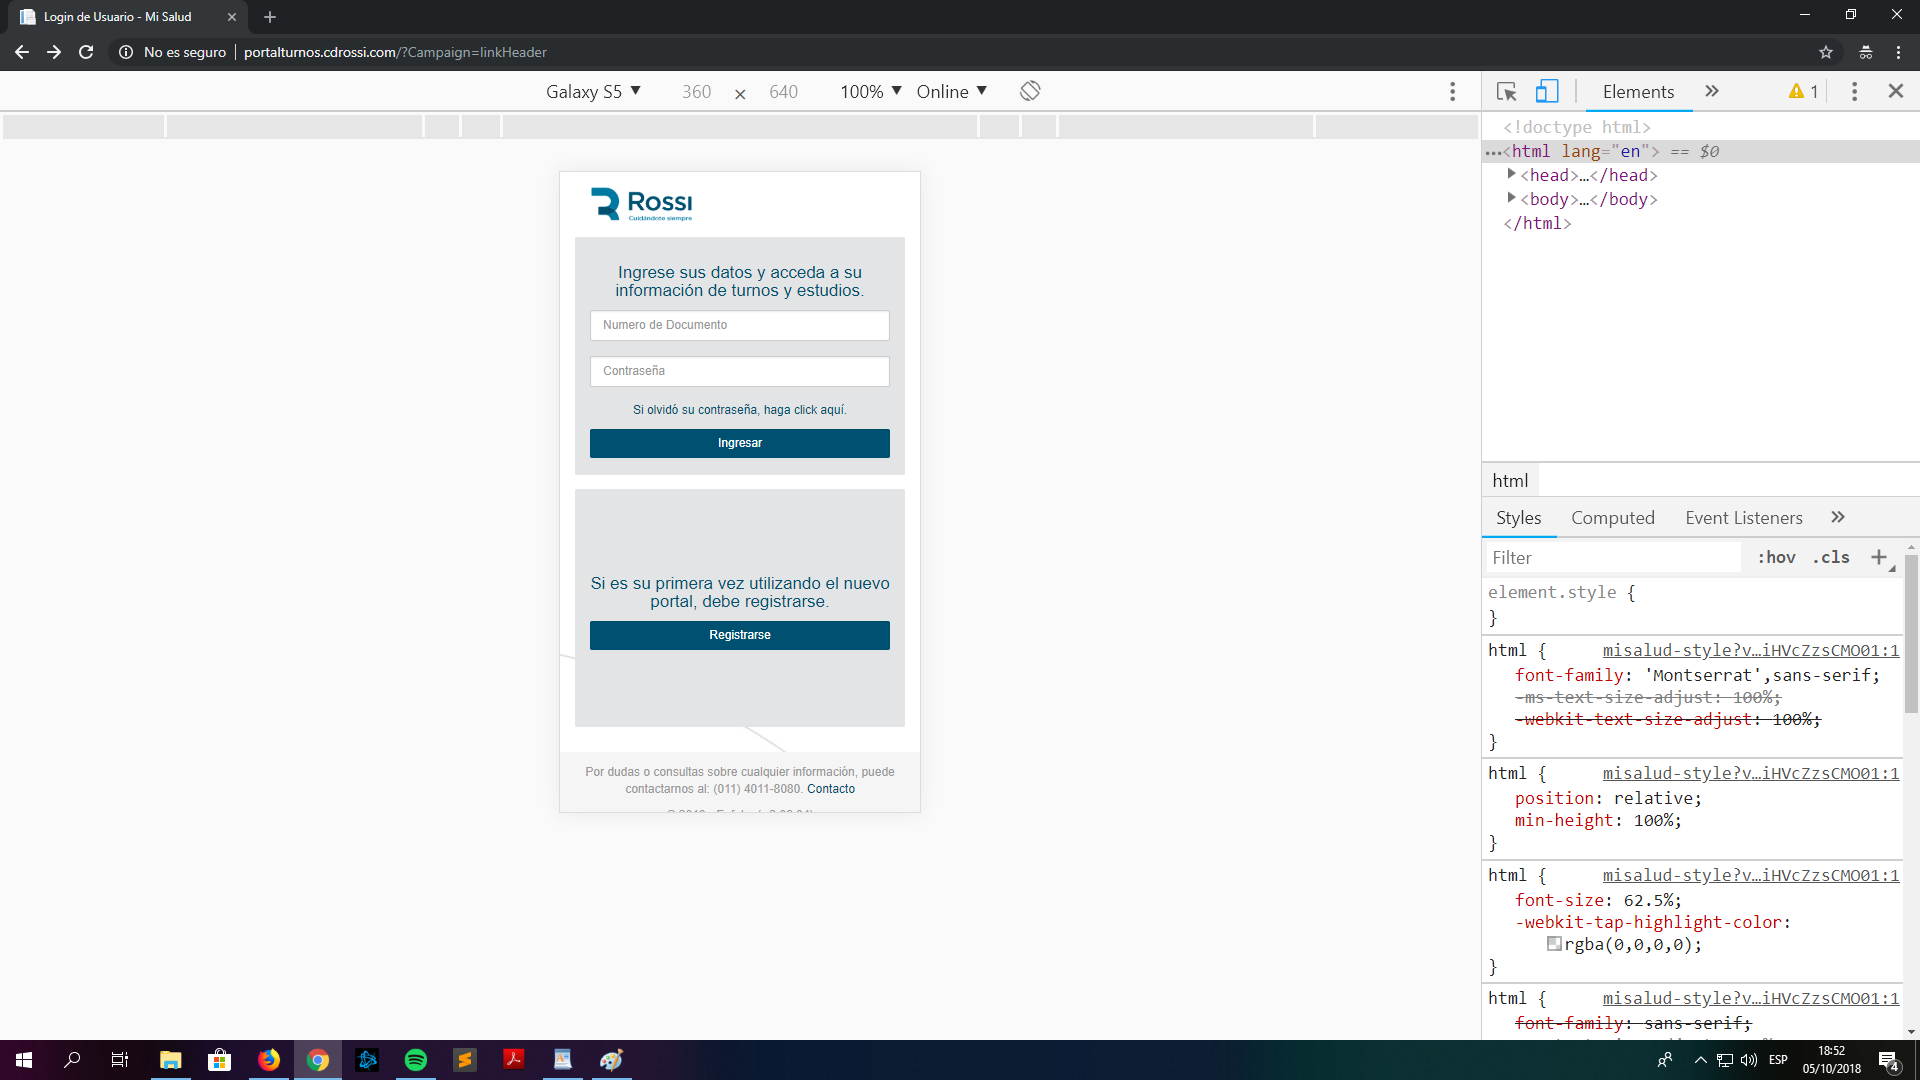 Login de Usuario - Mi Salud
No es seguro | portalturnos.cdrossi.com/?Campaign=linkHeader
Galaxy S5 ▼ 360 × 640 100% ▼ Online ▼
Elements » 1
<!doctype html>
...<html lang="en"> == $0
<head>…</head>
<body>…</body>
</html>
Rossi
Cuidándote siempre
Ingrese sus datos y acceda a su
información de turnos y estudios.
Numero de Documento
Contraseña
Si olvidó su contraseña, haga click aquí.
Ingresar
Si es su primera vez utilizando el nuevo
portal, debe registrarse.
Registrarse
Por dudas o consultas sobre cualquier información, puede
contactarnos al: (011) 4011-8080. Contacto
html
Styles Computed Event Listeners »
Filter :hov .cls +
element.style {
}
html { misalud-style?v…iHVcZzsCMO01:1
font-family: 'Montserrat',sans-serif;
-ms-text-size-adjust: 100%;
-webkit-text-size-adjust: 100%;
}
html { misalud-style?v…iHVcZzsCMO01:1
position: relative;
min-height: 100%;
}
html { misalud-style?v…iHVcZzsCMO01:1
font-size: 62.5%;
-webkit-tap-highlight-color:
rgba(0,0,0,0);
}
html { misalud-style?v…iHVcZzsCMO01:1
font-family: sans-serif;
ESP
18:52
05/10/2018
4